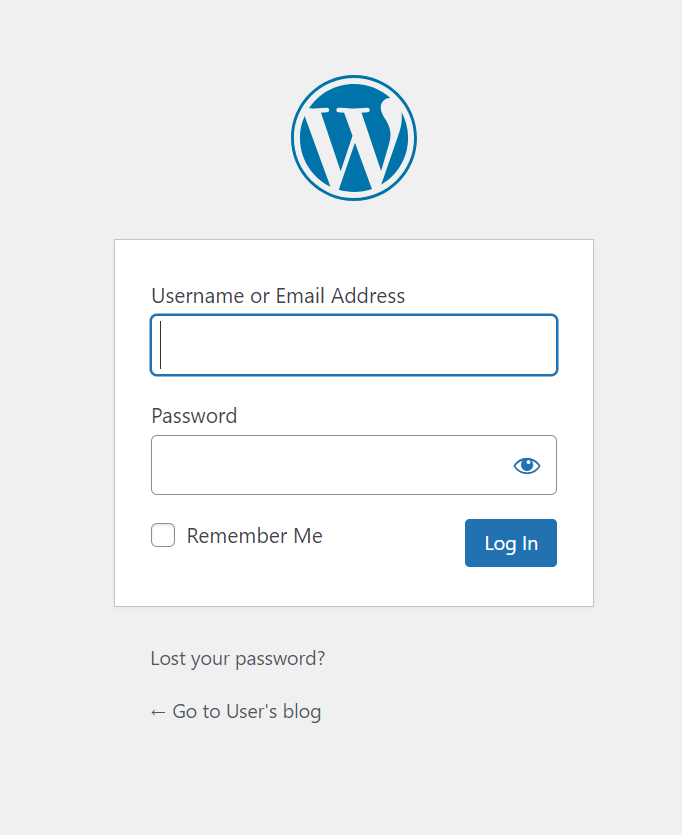 Username or Email Address
Password
Remember Me
Log In
Lost your password?
← Go to User's blog